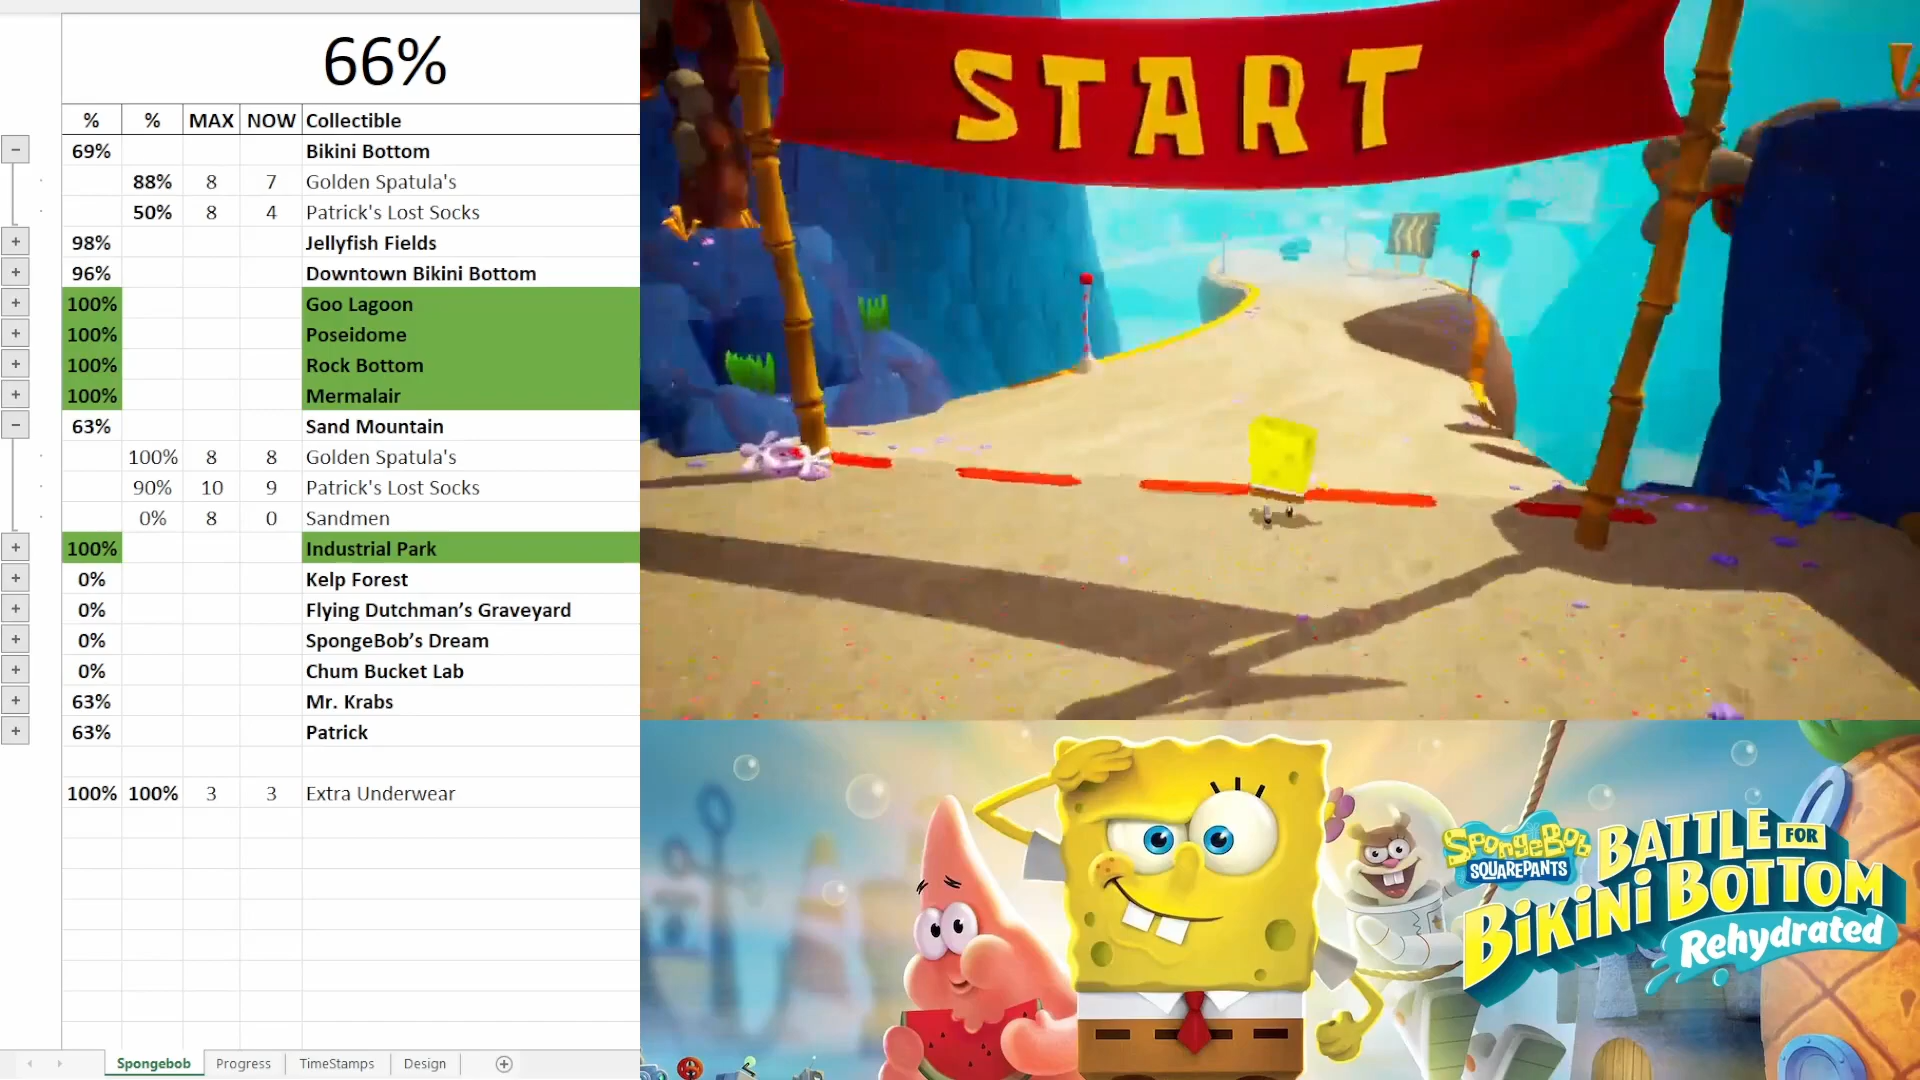 66%
% % MAX NOW Collectible
69% Bikini Bottom
88% 8 7 Golden Spatula's
50% 8 4 Patrick's Lost Socks
98% Jellyfish Fields
96% Downtown Bikini Bottom
100% Goo Lagoon
100% Poseidome
100% Rock Bottom
100% Mermalair
63% Sand Mountain
100% 8 8 Golden Spatula's
90% 10 9 Patrick's Lost Socks
0% 8 0 Sandmen
100% Industrial Park
0% Kelp Forest
0% Flying Dutchman’s Graveyard
0% SpongeBob’s Dream
0% Chum Bucket Lab
63% Mr. Krabs
63% Patrick
100% 100% 3 3 Extra Underwear
Spongebob Progress TimeStamps Design
START
SpongeBob
SQUAREPANTS
BATTLE FOR
BiKiNi BOTTOM
Rehydrated